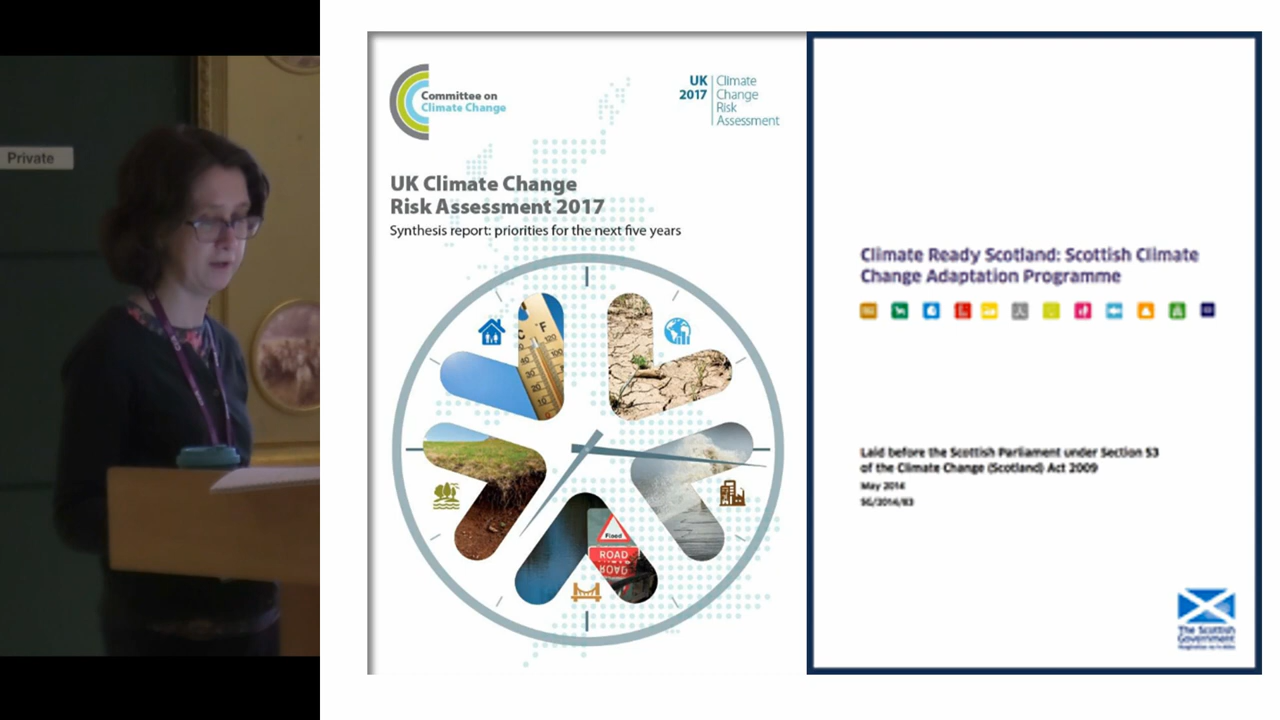 Private
Committee on
Climate Change
UK
2017
Climate
Change
Risk
Assessment
UK Climate Change
Risk Assessment 2017
Synthesis report: priorities for the next five years
C
°F
Flood
ROAD
Climate Ready Scotland: Scottish Climate
Change Adaptation Programme
Laid before the Scottish Parliament under Section 53
of the Climate Change (Scotland) Act 2009
May 2014
SG/2014/83
The Scottish
Government